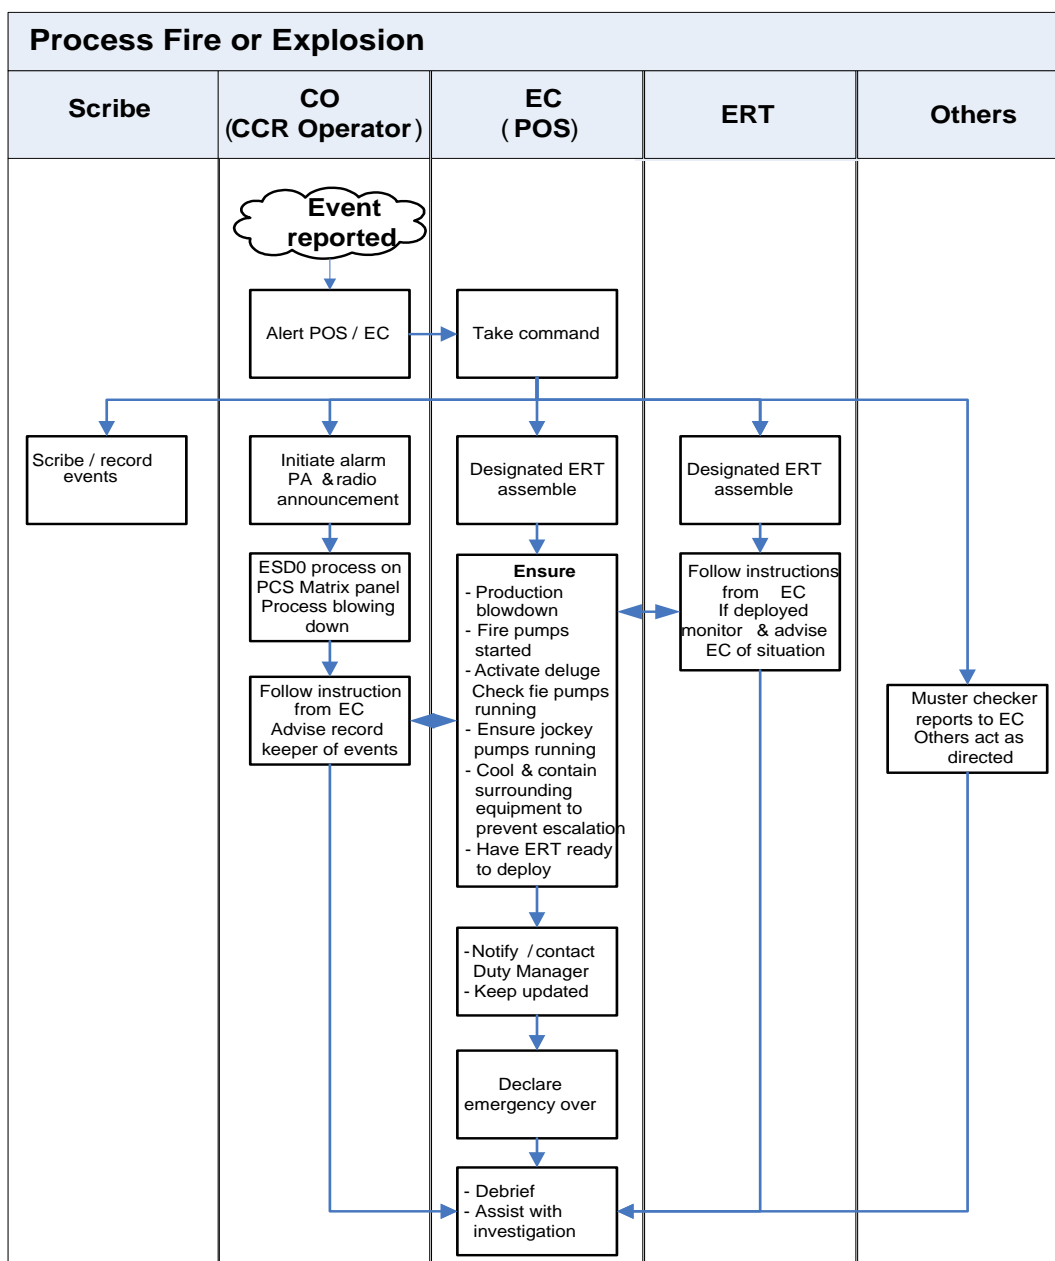 Process Fire or Explosion
Scribe
CO
(CCR Operator)
EC
(POS)
ERT
Others
Event
reported
Alert POS / EC
Take command
Scribe / record
events
Initiate alarm
PA & radio
announcement
Designated ERT
assemble
Designated ERT
assemble
ESD0 process on
PCS Matrix panel
Process blowing
down
Ensure
- Production
blowdown
- Fire pumps
started
- Activate deluge
Check fie pumps
running
- Ensure jockey
pumps running
- Cool & contain
surrounding
equipment to
prevent escalation
- Have ERT ready
to deploy
Follow instructions
from EC
If deployed
monitor & advise
EC of situation
Follow instruction
from EC
Advise record
keeper of events
Muster checker
reports to EC
Others act as
directed
- Notify / contact
Duty Manager
- Keep updated
Declare
emergency over
- Debrief
- Assist with
investigation